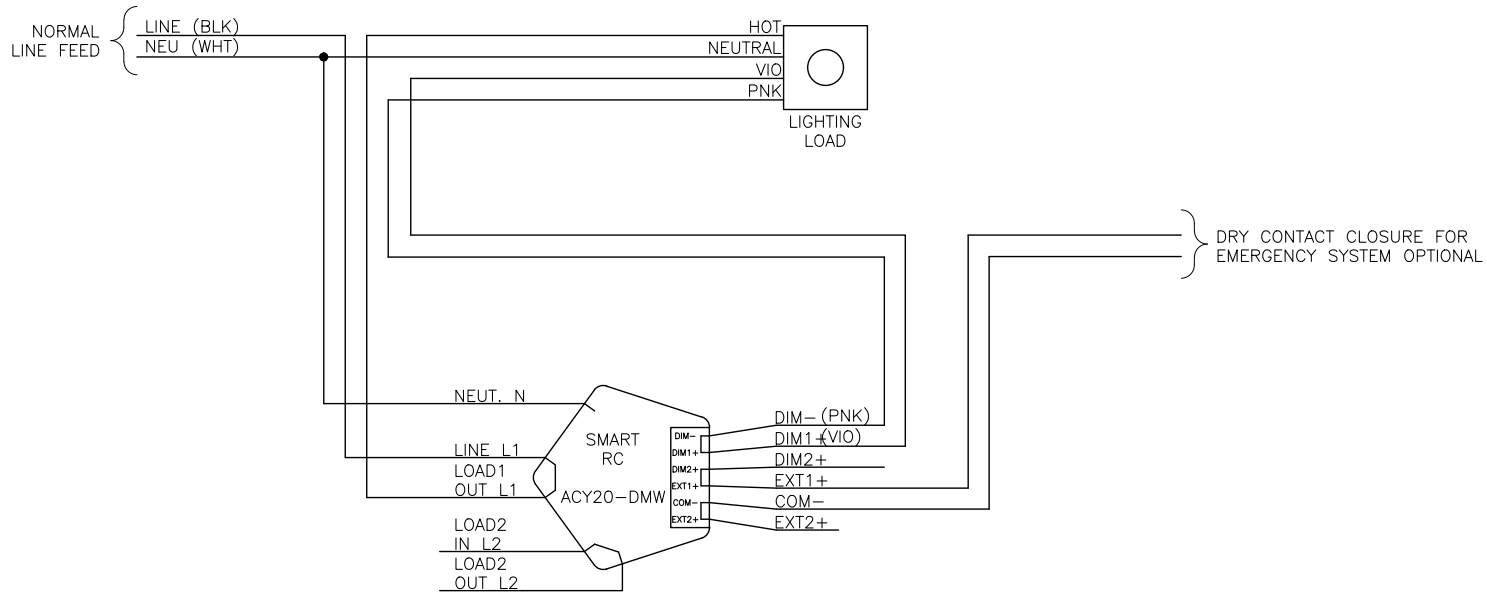 NORMAL
LINE FEED
LINE (BLK)
NEU (WHT)
HOT
NEUTRAL
VIO
PNK
LIGHTING
LOAD
DRY CONTACT CLOSURE FOR
EMERGENCY SYSTEM OPTIONAL
NEUT. N
LINE L1
LOAD1
OUT L1
LOAD2
IN L2
LOAD2
OUT L2
SMART
RC
ACY20-DMW
DIM-
DIM1+
DIM2+
EXT1+
COM-
EXT2+
DIM- (PNK)
DIM1+(VIO)
DIM2+
EXT1+
COM-
EXT2+